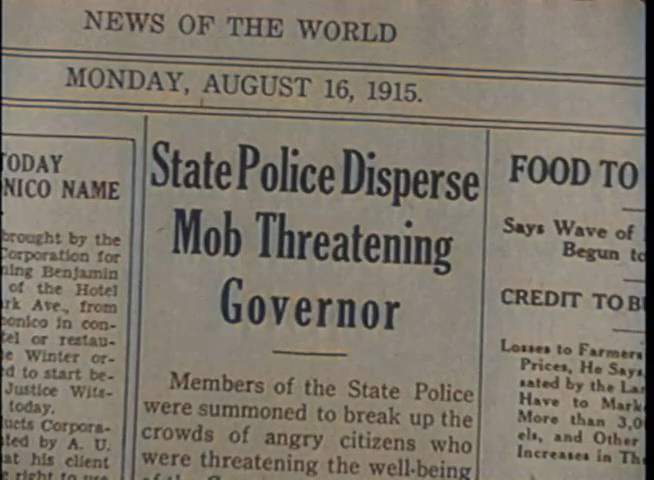 NEWS OF THE WORLD
MONDAY, AUGUST 16, 1915.
TODAY
NICO NAME
brought by the
Corporation for
ning Benjamin
of the Hotel
rk Ave., from
onico in con-
tel or restau-
e Winter or-
d to start be-
Justice Wits-
today.
ucts Corpora-
ted by A. U.
at his client
e right to use
State Police Disperse
Mob Threatening
Governor
Members of the State Police
were summoned to break up the
crowds of angry citizens who
were threatening the well-being
FOOD TO
Says Wave of
Begun to
CREDIT TO B
Losses to Farmers
Prices, He Says
sated by the Lar
Have to Mark
More than 3,0
els, and Other
Increases in Th